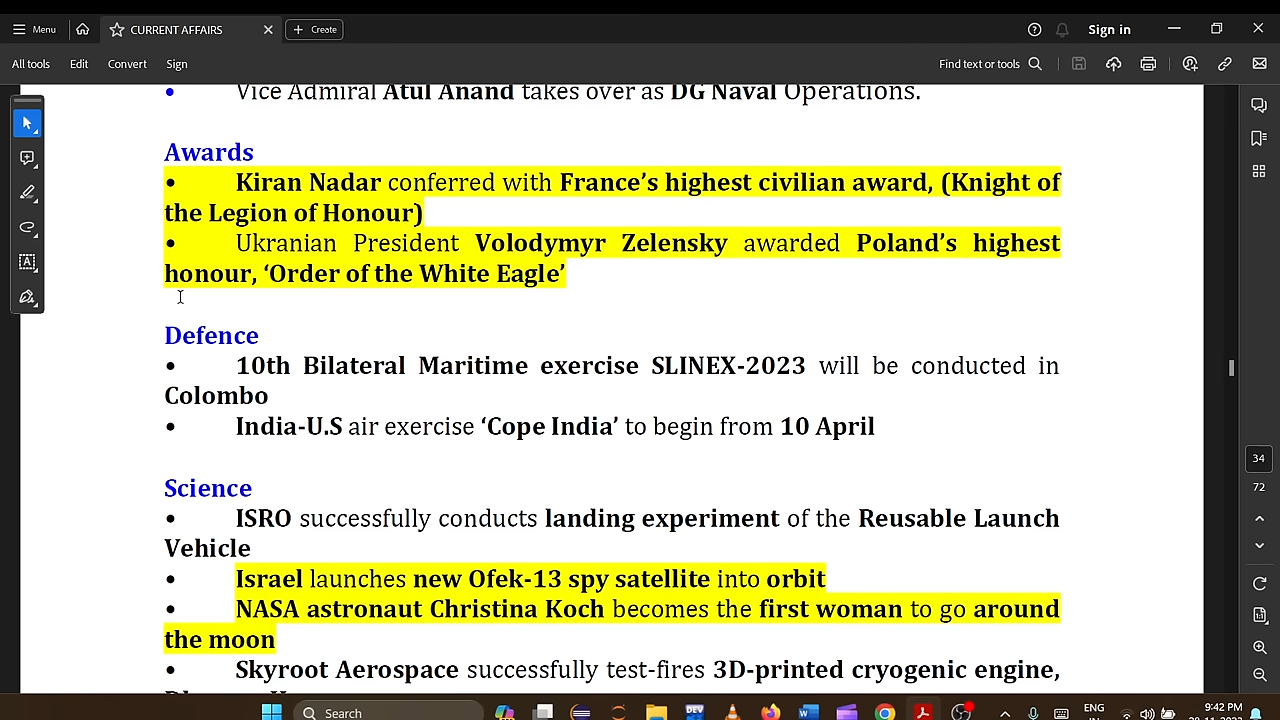 Menu
CURRENT AFFAIRS
Create
Sign in
All tools Edit Convert Sign
Find text or tools
• Vice Admiral Atul Anand takes over as DG Naval Operations.
Awards
• Kiran Nadar conferred with France’s highest civilian award, (Knight of
the Legion of Honour)
• Ukranian President Volodymyr Zelensky awarded Poland’s highest
honour, ‘Order of the White Eagle’
Defence
• 10th Bilateral Maritime exercise SLINEX-2023 will be conducted in
Colombo
• India-U.S air exercise ‘Cope India’ to begin from 10 April
Science
• ISRO successfully conducts landing experiment of the Reusable Launch
Vehicle
• Israel launches new Ofek-13 spy satellite into orbit
• NASA astronaut Christina Koch becomes the first woman to go around
the moon
• Skyroot Aerospace successfully test-fires 3D-printed cryogenic engine,
34
72
Search
DEV
ENG
9:42 PM